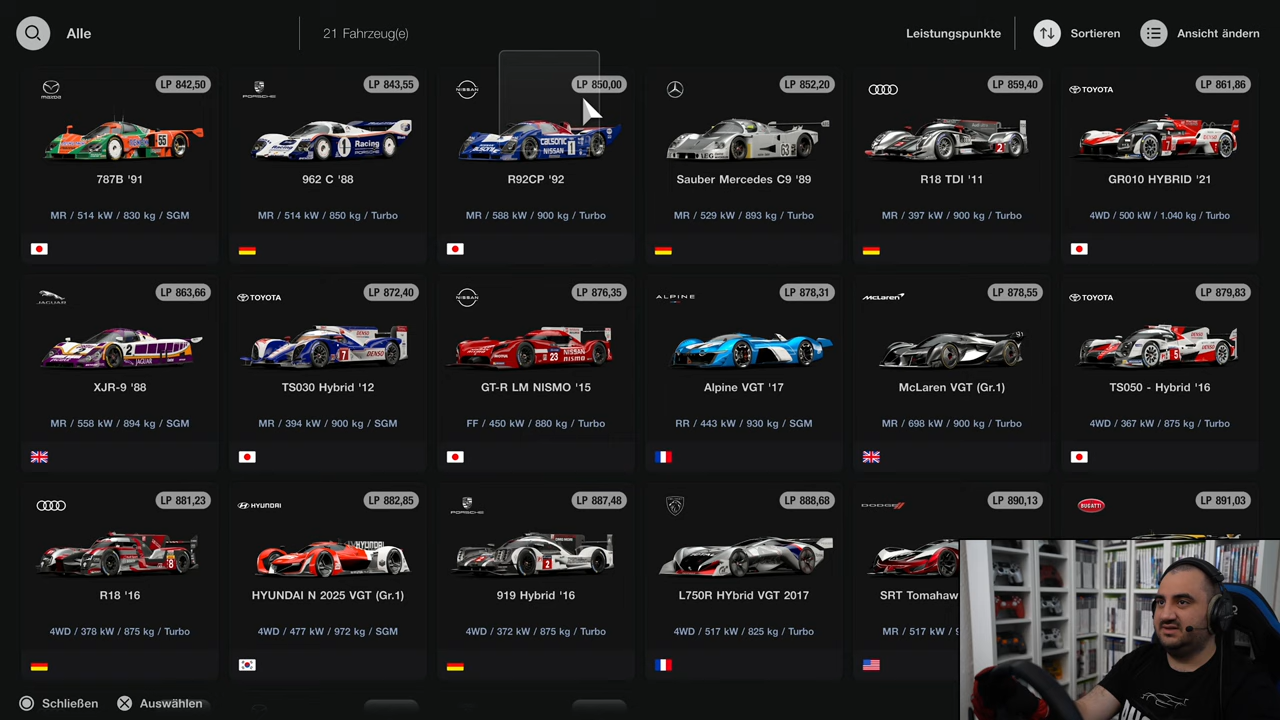 Alle
21 Fahrzeug(e)
Leistungspunkte
Sortieren
Ansicht ändern
mazda
LP 842,50
787B '91
MR / 514 kW / 830 kg / SGM
PORSCHE
LP 843,55
962 C '88
MR / 514 kW / 850 kg / Turbo
NISSAN
LP 850,00
R92CP '92
MR / 588 kW / 900 kg / Turbo
LP 852,20
Sauber Mercedes C9 '89
MR / 529 kW / 893 kg / Turbo
LP 859,40
R18 TDI '11
MR / 397 kW / 900 kg / Turbo
TOYOTA
LP 861,86
GR010 HYBRID '21
4WD / 500 kW / 1.040 kg / Turbo
JAGUAR
LP 863,66
XJR-9 '88
MR / 558 kW / 894 kg / SGM
TOYOTA
LP 872,40
TS030 Hybrid '12
MR / 394 kW / 900 kg / SGM
NISSAN
LP 876,35
GT-R LM NISMO '15
FF / 450 kW / 880 kg / Turbo
ALPINE
LP 878,31
Alpine VGT '17
RR / 443 kW / 930 kg / SGM
McLaren
LP 878,55
McLaren VGT (Gr.1)
MR / 698 kW / 900 kg / Turbo
TOYOTA
LP 879,83
TS050 - Hybrid '16
4WD / 367 kW / 875 kg / Turbo
LP 881,23
R18 '16
4WD / 378 kW / 875 kg / Turbo
HYUNDAI
LP 882,85
HYUNDAI N 2025 VGT (Gr.1)
4WD / 477 kW / 972 kg / SGM
PORSCHE
LP 887,48
919 Hybrid '16
4WD / 372 kW / 875 kg / Turbo
LP 888,68
L750R HYbrid VGT 2017
4WD / 517 kW / 825 kg / Turbo
DODGE
LP 890,13
SRT Tomahaw
MR / 517 kW / 9
BUGATTI
LP 891,03
Schließen
Auswählen